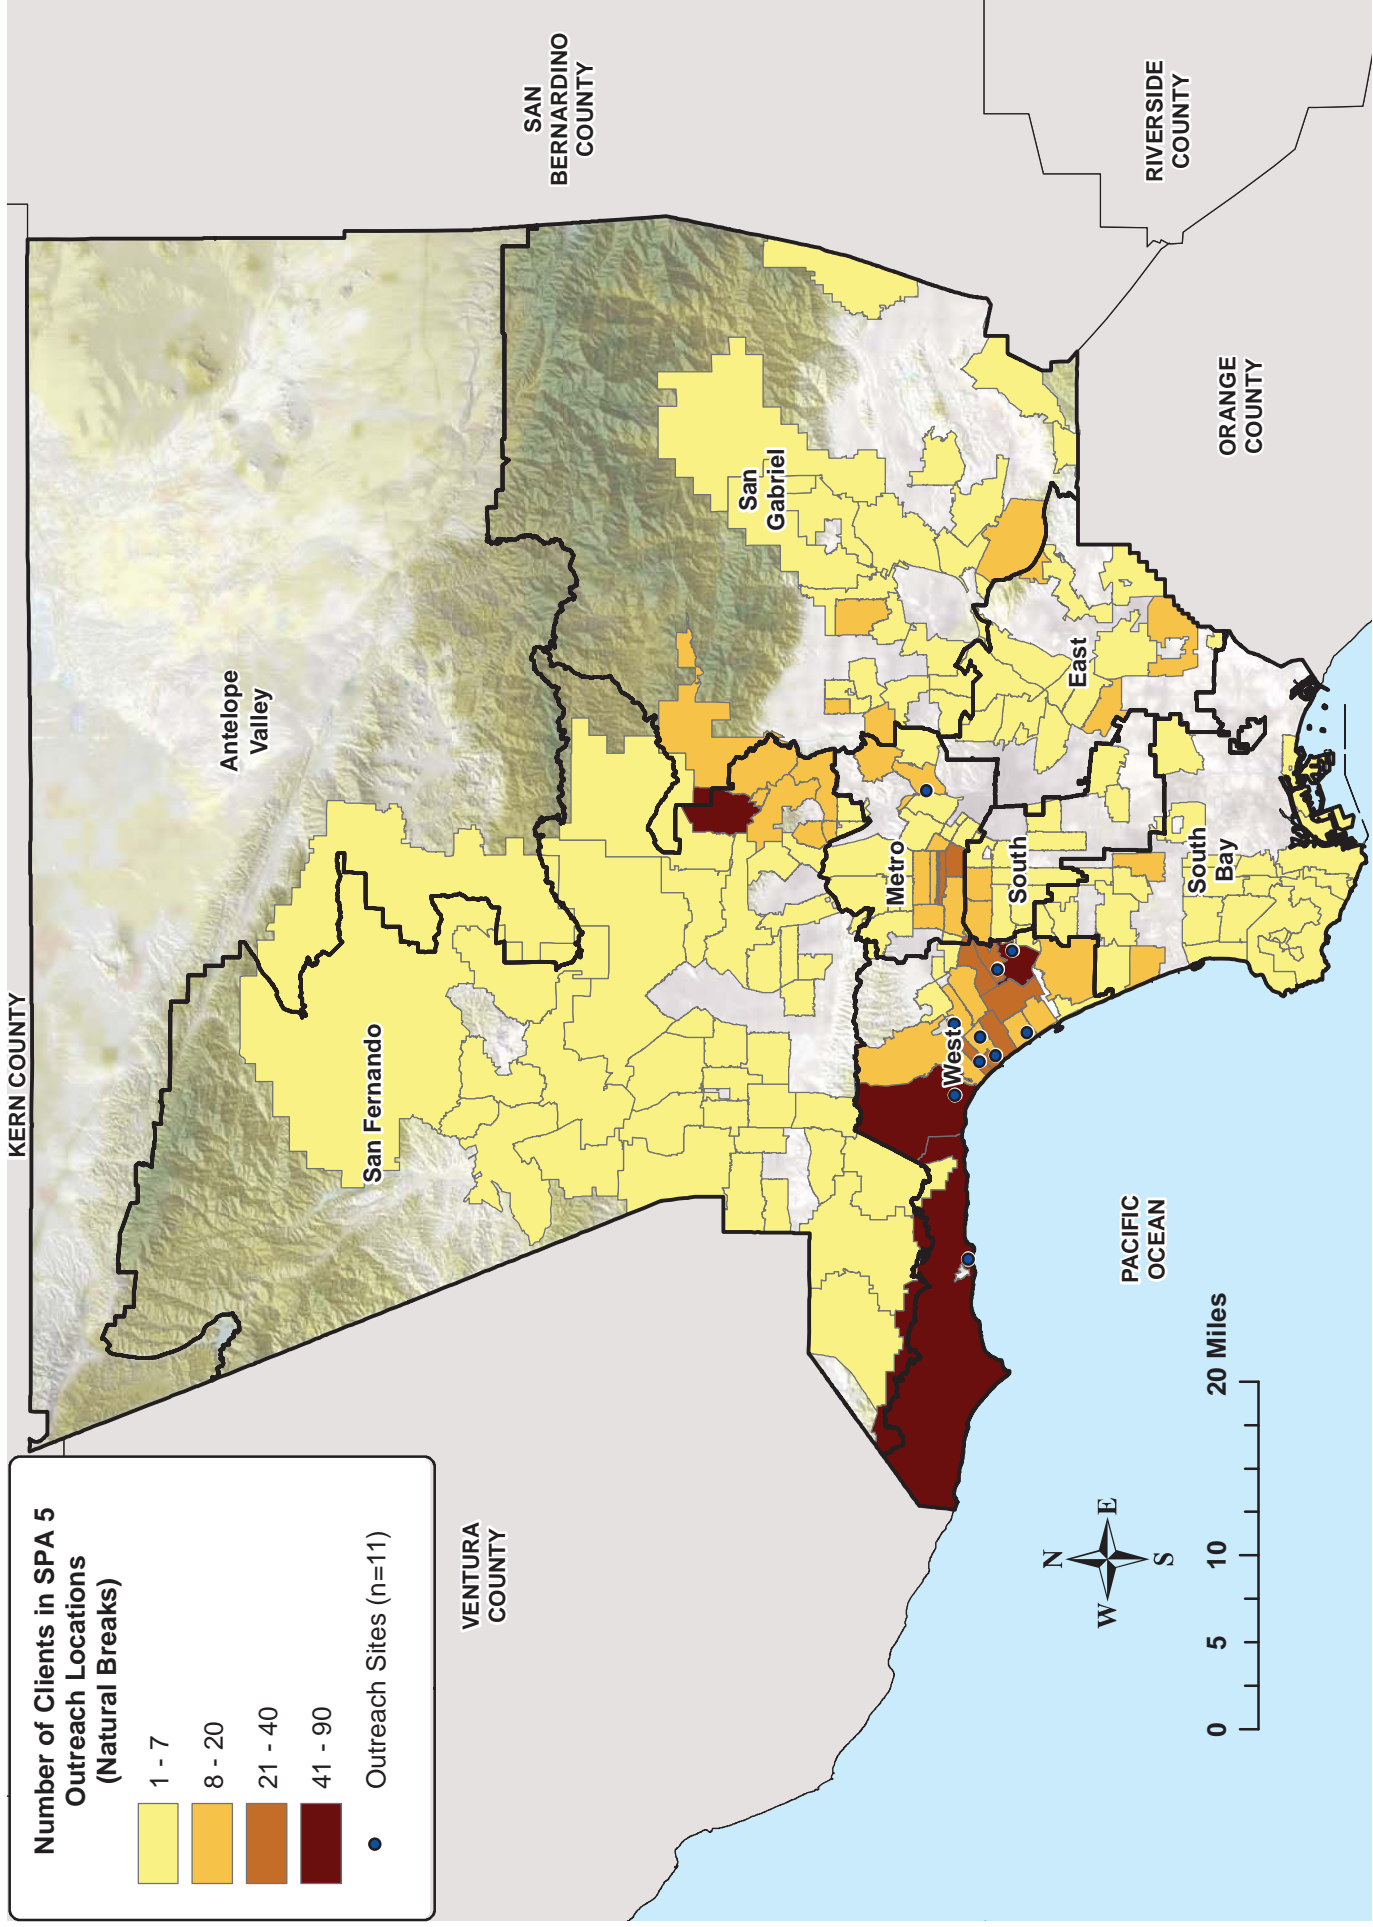 Number of Clients in SPA 5
Outreach Locations
(Natural Breaks)
1 - 7
8 - 20
21 - 40
41 - 90
Outreach Sites (n=11)
KERN COUNTY
Antelope
Valley
SAN
BERNARDINO
COUNTY
San Fernando
VENTURA
COUNTY
San
Gabriel
Metro
West
South
East
South
Bay
RIVERSIDE
COUNTY
ORANGE
COUNTY
PACIFIC
OCEAN
N
W
E
S
0
5
10
20 Miles